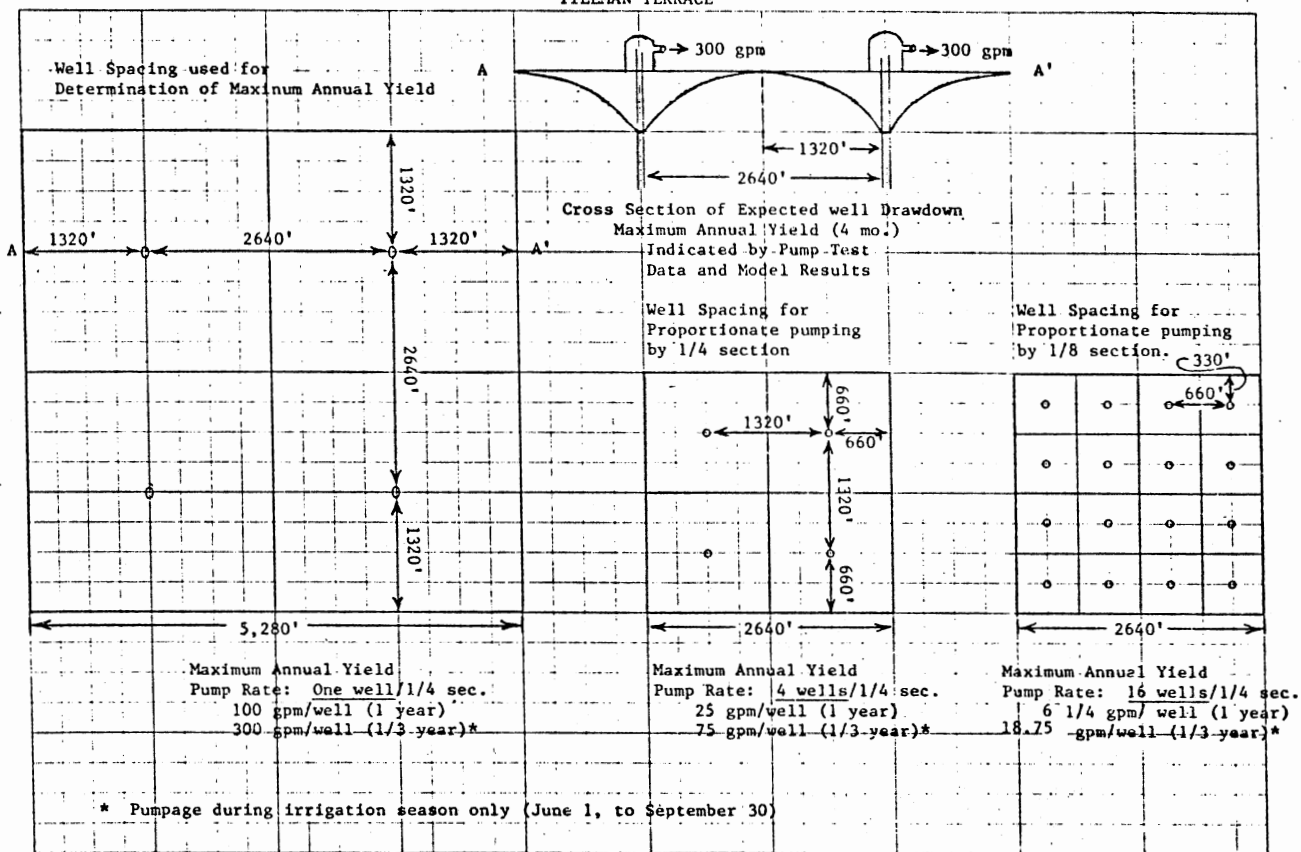 TILLMAN TERRACE
Well Spacing used for
Determination of Maxinum Annual Yield
A
300 gpm
300 gpm
A'
1320'
2640'
Cross Section of Expected well Drawdown
Maximum Annual Yield (4 mo.)
Indicated by Pump Test
Data and Model Results
1320'
A
1320'
2640'
1320'
A'
2640'
1320'
5,280'
Well Spacing for
Proportionate pumping
by 1/4 section
660'
1320'
660'
1320'
660'
2640'
Well Spacing for
Proportionate pumping
by 1/8 section.
330'
660'
2640'
Maximum Annual Yield
Pump Rate: One well/1/4 sec.
100 gpm/well (1 year)
300 gpm/well (1/3 year)*
Maximum Annual Yield
Pump Rate: 4 wells/1/4 sec.
25 gpm/well (1 year)
75 gpm/well (1/3 year)*
Maximum Annual Yield
Pump Rate: 16 wells/1/4 sec.
6 1/4 gpm/ well (1 year)
18.75 gpm/well (1/3 year)*
* Pumpage during irrigation season only (June 1, to September 30)